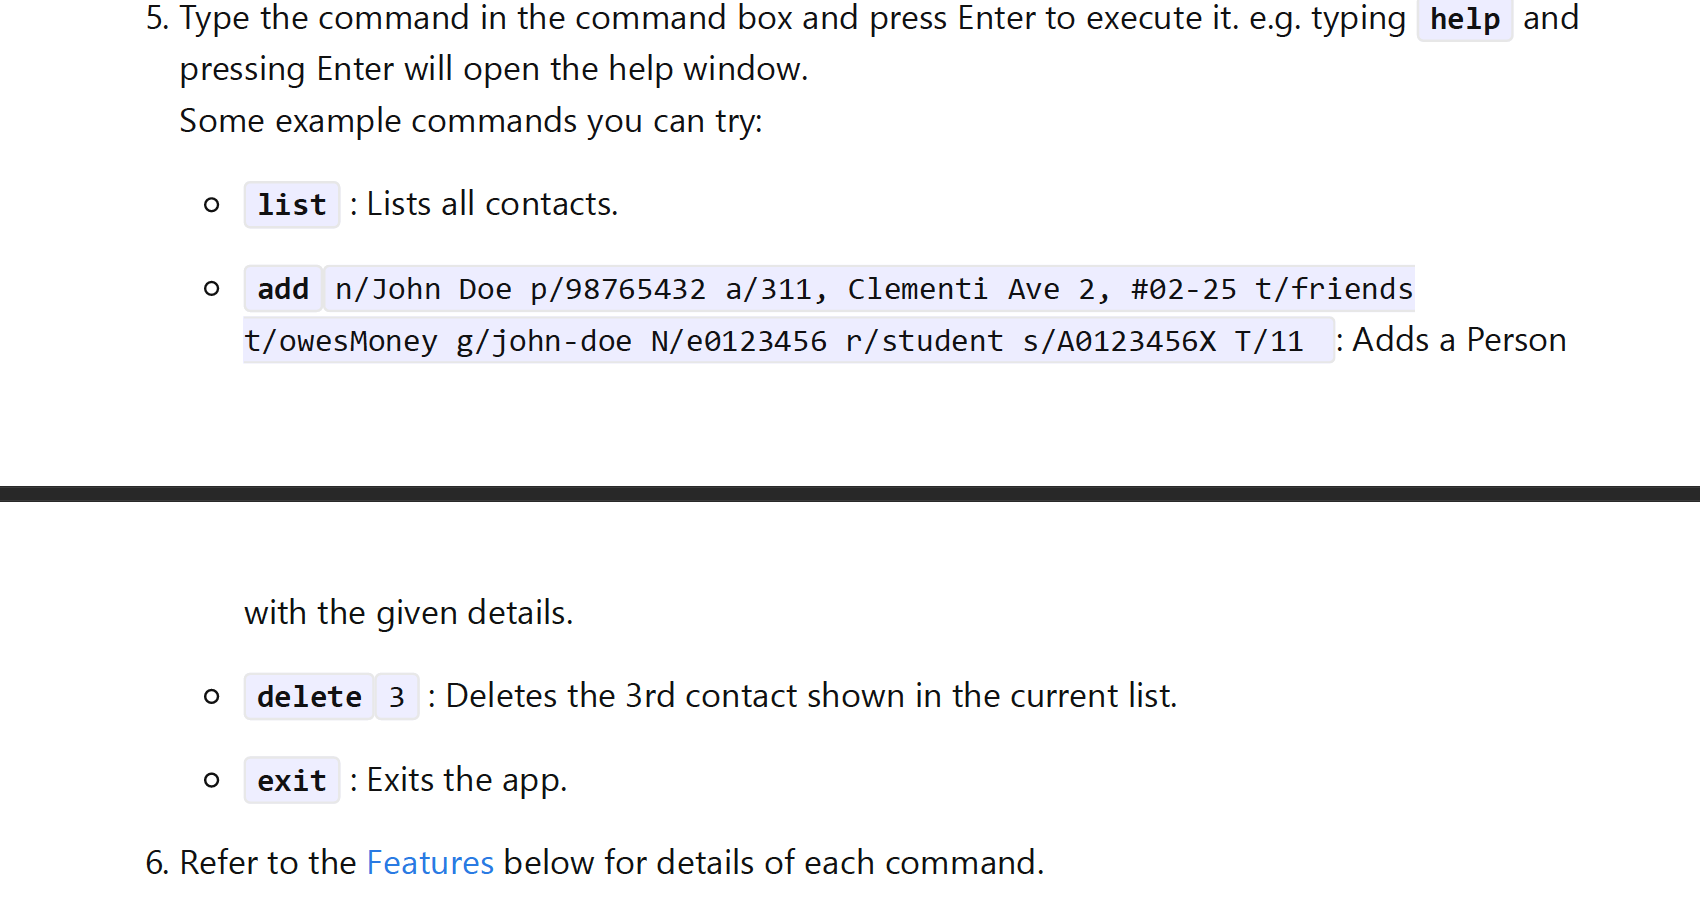 5. Type the command in the command box and press Enter to execute it. e.g. typing help and
pressing Enter will open the help window.
Some example commands you can try:
list : Lists all contacts.
add n/John Doe p/98765432 a/311, Clementi Ave 2, #02-25 t/friends
t/owesMoney g/john-doe N/e0123456 r/student s/A0123456X T/11 : Adds a Person
with the given details.
delete 3 : Deletes the 3rd contact shown in the current list.
exit : Exits the app.
6. Refer to the Features below for details of each command.